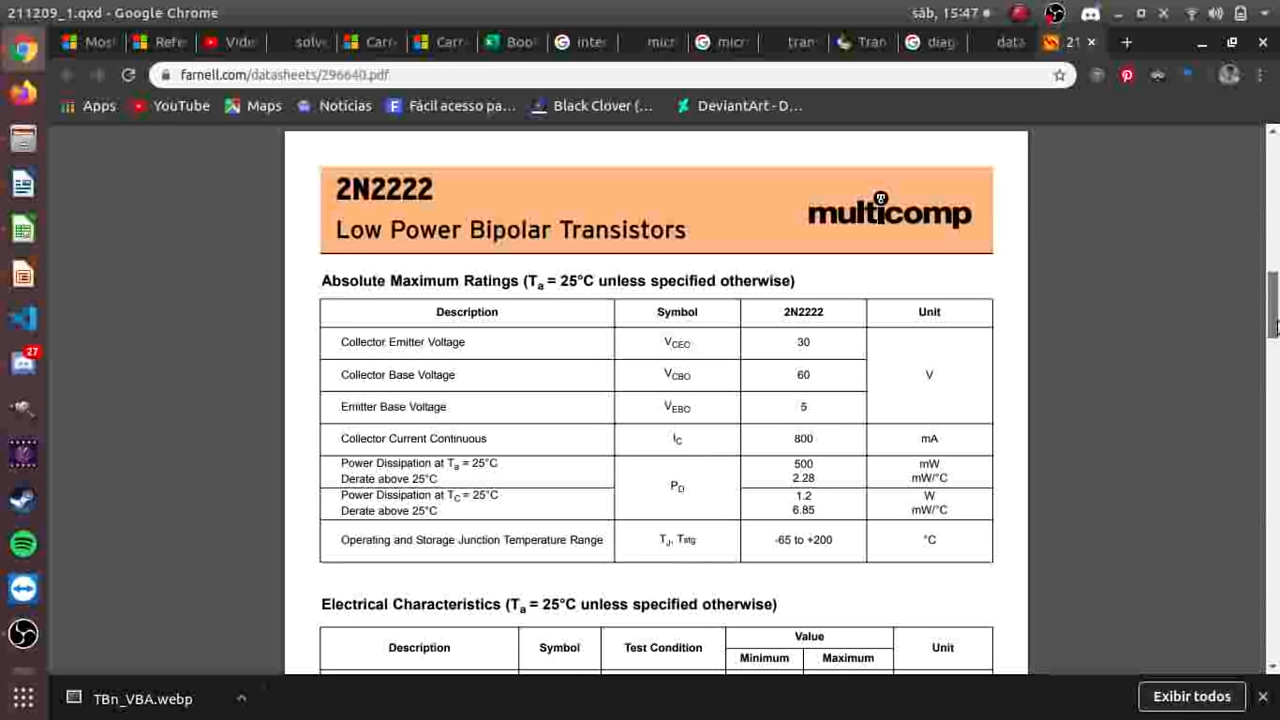 211209_1.qxd - Google Chrome
sáb, 15:47
Most
Refe
Vide
solv
Carr
Carr
Boo
inte
micr
micr
tran
Tran
diag
data
21
farnell.com/datasheets/296640.pdf
Apps
YouTube
Maps
Notícias
Fácil acesso pa...
Black Clover (...
DeviantArt - D...
2N2222
Low Power Bipolar Transistors
multicomp
Absolute Maximum Ratings (Ta = 25°C unless specified otherwise)
Description Symbol 2N2222 Unit
Collector Emitter Voltage VCEO 30
Collector Base Voltage VCBO 60 V
Emitter Base Voltage VEBO 5
Collector Current Continuous IC 800 mA
Power Dissipation at Ta = 25°C 500 mW
Derate above 25°C 2.28 mW/°C
PD
Power Dissipation at TC = 25°C 1.2 W
Derate above 25°C 6.85 mW/°C
Operating and Storage Junction Temperature Range TJ, Tstg -65 to +200 °C
Electrical Characteristics (Ta = 25°C unless specified otherwise)
Description Symbol Test Condition Value Unit
Minimum Maximum
27
TBn_VBA.webp
Exibir todos